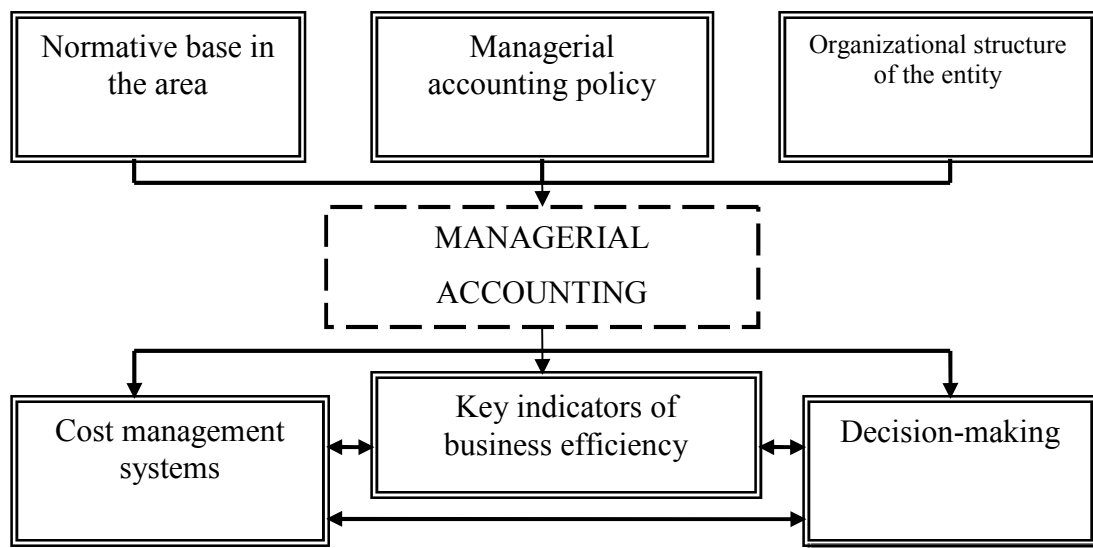 Normative base in
the area
Managerial
accounting policy
Organizational structure
of the entity
MANAGERIAL
ACCOUNTING
Cost management
systems
Key indicators of
business efficiency
Decision-making